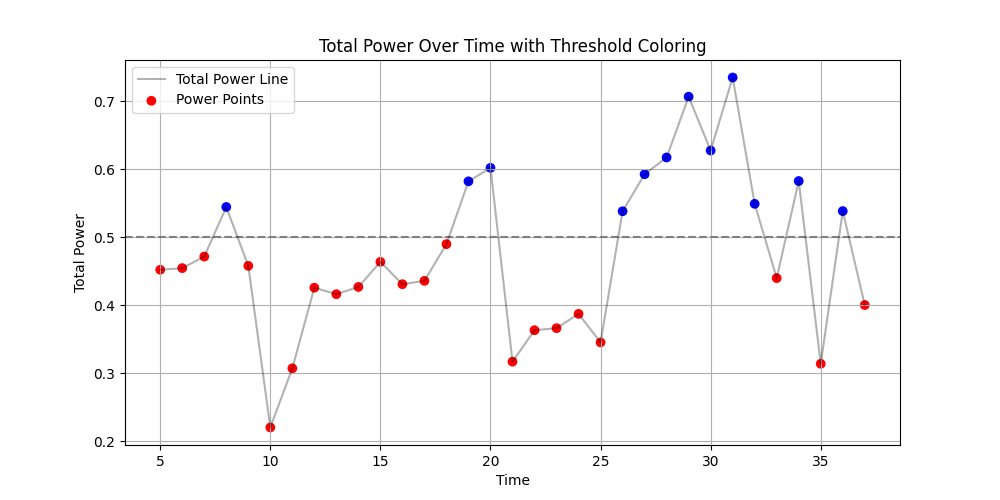 Total Power Over Time with Threshold Coloring
Total Power Line
Power Points
Total Power
0.7
0.6
0.5
0.4
0.3
0.2
5 10 15 20 25 30 35
Time